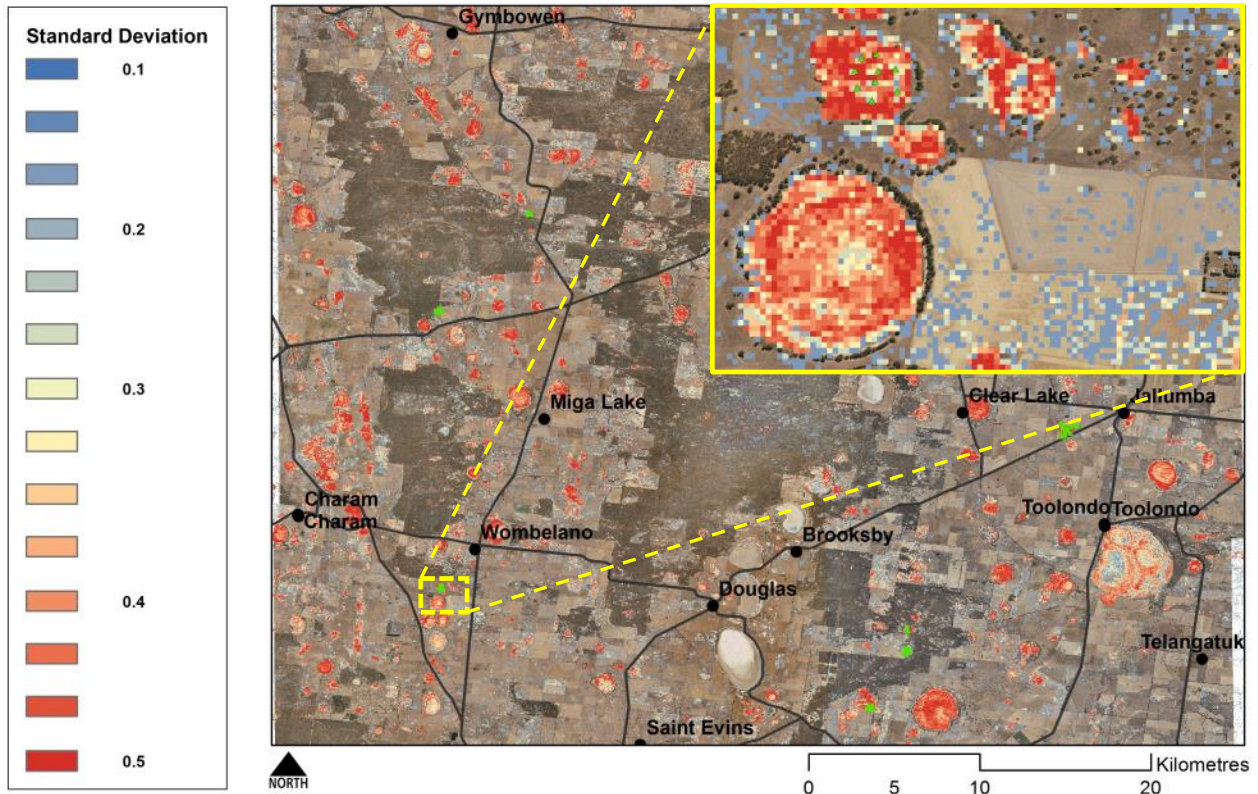 Standard Deviation
0.1
0.2
0.3
0.4
0.5
Gymbowen
Miga Lake
Clear Lake
Jallumba
Charam
Charam
Wombelano
Toolondo Toolondo
Brooksby
Douglas
Telangatuk
Saint Evins
NORTH
Kilometres
0 5 10 20